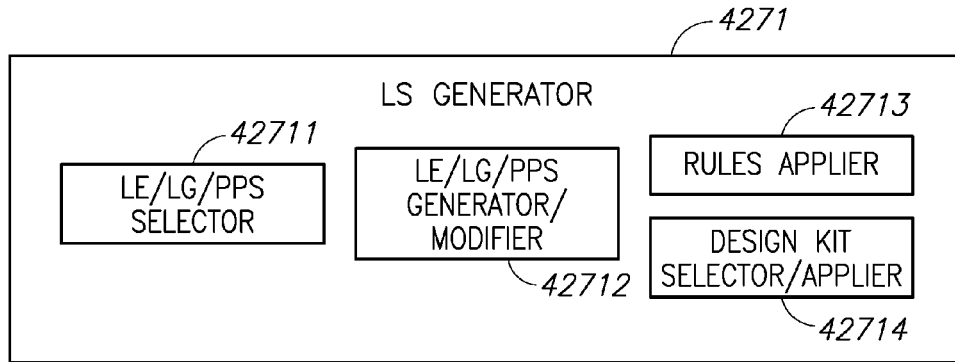 4271
LS GENERATOR
42711
LE/LG/PPS
SELECTOR
LE/LG/PPS
GENERATOR/
MODIFIER
42712
42713
RULES APPLIER
DESIGN KIT
SELECTOR/APPLIER
42714